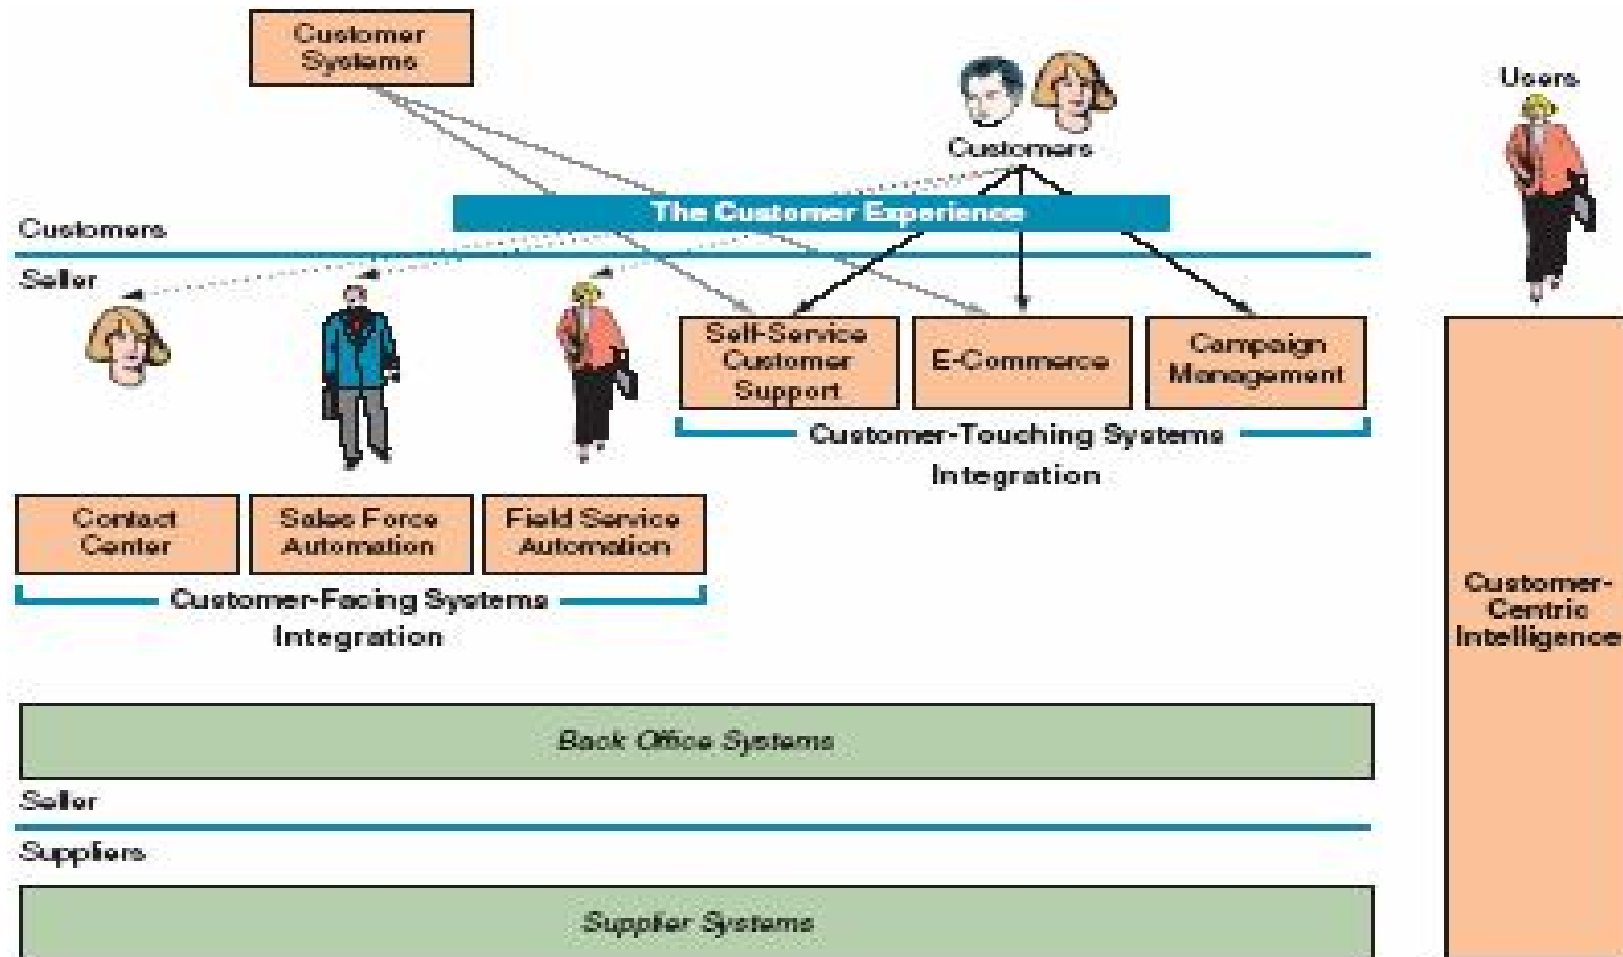 Customer
Systems
Customers
Users
The Customer Experience
Customers
Seller
Self-Service
Customer
Support
E-Commerce
Campaign
Management
Customer-Touching Systems
Integration
Contact
Center
Sales Force
Automation
Field Service
Automation
Customer-Facing Systems
Integration
Customer-
Centric
Intelligence
Back Office Systems
Seller
Suppliers
Supplier Systems